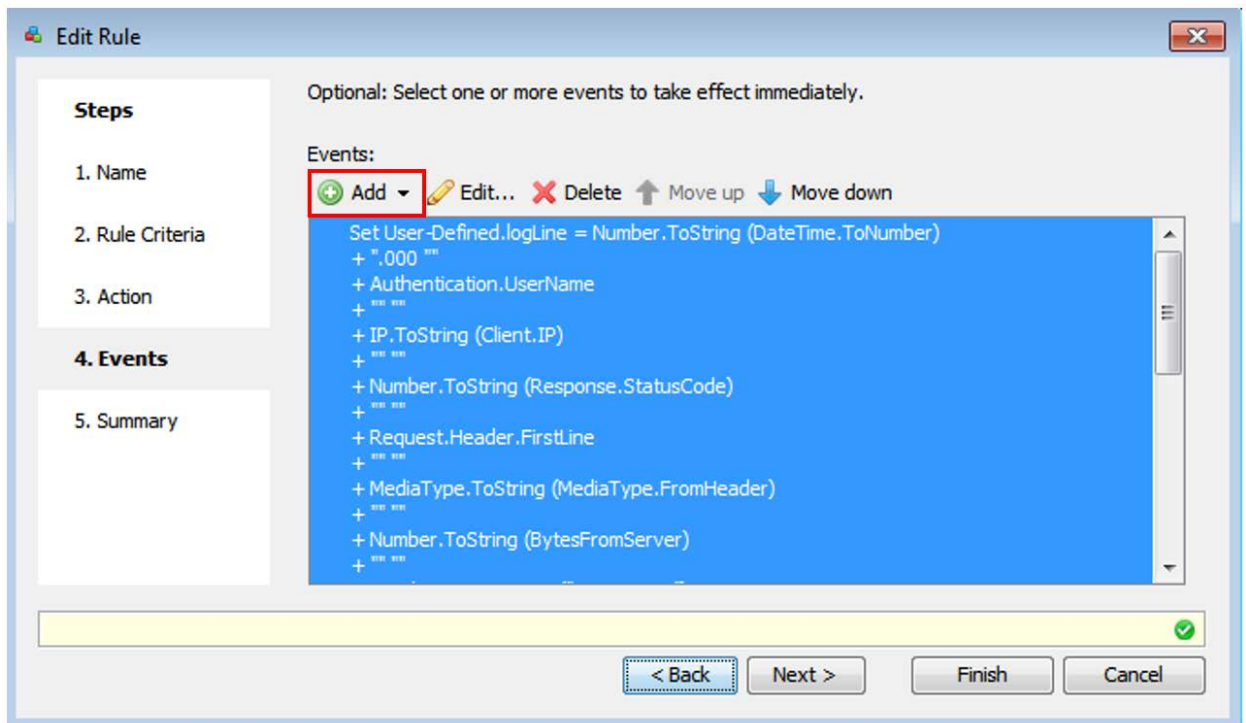 Edit Rule
Steps
1. Name
2. Rule Criteria
3. Action
4. Events
5. Summary
Optional: Select one or more events to take effect immediately.
Events:
Add Edit... Delete Move up Move down
Set User-Defined.logLine = Number.ToString (DateTime.ToNumber)
+ ".000 ""
+ Authentication.UserName
+ "" ""
+ IP.ToString (Client.IP)
+ "" ""
+ Number.ToString (Response.StatusCode)
+ "" ""
+ Request.Header.FirstLine
+ "" ""
+ MediaType.ToString (MediaType.FromHeader)
+ "" ""
+ Number.ToString (BytesFromServer)
+ "" ""
< Back Next > Finish Cancel